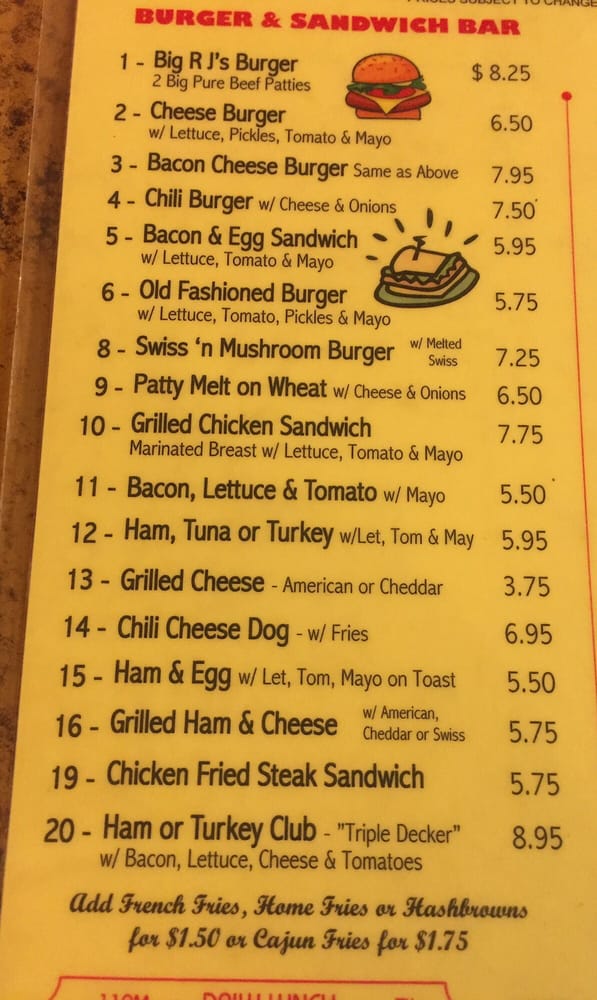 PRICES SUBJECT TO CHANGE
BURGER & SANDWICH BAR
1 - Big R J's Burger $ 8.25
2 Big Pure Beef Patties
2 - Cheese Burger 6.50
w/ Lettuce, Pickles, Tomato & Mayo
3 - Bacon Cheese Burger Same as Above 7.95
4 - Chili Burger w/ Cheese & Onions 7.50
5 - Bacon & Egg Sandwich 5.95
w/ Lettuce, Tomato & Mayo
6 - Old Fashioned Burger 5.75
w/ Lettuce, Tomato, Pickles & Mayo
8 - Swiss 'n Mushroom Burger w/ Melted Swiss 7.25
9 - Patty Melt on Wheat w/ Cheese & Onions 6.50
10 - Grilled Chicken Sandwich 7.75
Marinated Breast w/ Lettuce, Tomato & Mayo
11 - Bacon, Lettuce & Tomato w/ Mayo 5.50
12 - Ham, Tuna or Turkey w/Let, Tom & May 5.95
13 - Grilled Cheese - American or Cheddar 3.75
14 - Chili Cheese Dog - w/ Fries 6.95
15 - Ham & Egg w/ Let, Tom, Mayo on Toast 5.50
16 - Grilled Ham & Cheese w/ American, Cheddar or Swiss 5.75
19 - Chicken Fried Steak Sandwich 5.75
20 - Ham or Turkey Club - "Triple Decker" 8.95
w/ Bacon, Lettuce, Cheese & Tomatoes
Add French Fries, Home Fries or Hashbrowns
for $1.50 or Cajun Fries for $1.75